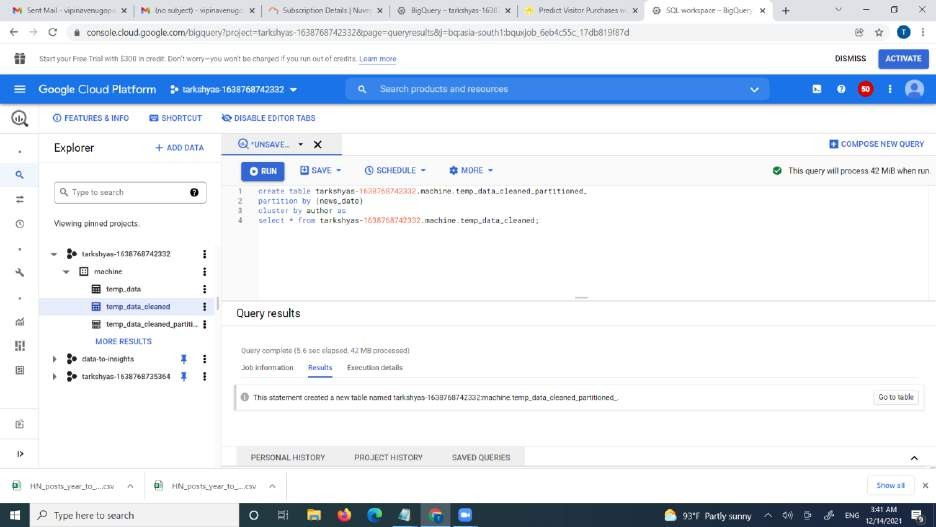 Sent Mail - vipinavenugopa
(no subject) - vipinavenugo
Subscription Details | Nuve
BigQuery – tarkshyas-16387
Predict Visitor Purchases w
SQL workspace – BigQuery
console.cloud.google.com/bigquery?project=tarkshyas-1638768742332&page=queryresults&j=bq:asia-south1:bquxjob_6eb4c55c_17db819f87d
Start your Free Trial with $300 in credit. Don't worry—you won't be charged if you run out of credits. Learn more
DISMISS
ACTIVATE
Google Cloud Platform
tarkshyas-1638768742332
Search products and resources
50
FEATURES & INFO
SHORTCUT
DISABLE EDITOR TABS
Explorer
+ ADD DATA
*UNSAVE...
COMPOSE NEW QUERY
RUN
SAVE
SCHEDULE
MORE
This query will process 42 MiB when run.
Type to search
Viewing pinned projects.
1 create table tarkshyas-1638768742332.machine.temp_data_cleaned_partitioned_
2 partition by (news_date)
3 cluster by author as
4 select * from tarkshyas-1638768742332.machine.temp_data_cleaned;
tarkshyas-1638768742332
machine
temp_data
temp_data_cleaned
temp_data_cleaned_partiti...
MORE RESULTS
data-to-insights
tarkshyas-1638768735364
Query results
Query complete (5.6 sec elapsed, 42 MB processed)
Job information
Results
Execution details
This statement created a new table named tarkshyas-1638768742332:machine.temp_data_cleaned_partitioned_.
Go to table
PERSONAL HISTORY
PROJECT HISTORY
SAVED QUERIES
HN_posts_year_to_....csv
HN_posts_year_to_....csv
Show all
Type here to search
93°F Partly sunny
ENG
3:41 AM
12/14/2021
9